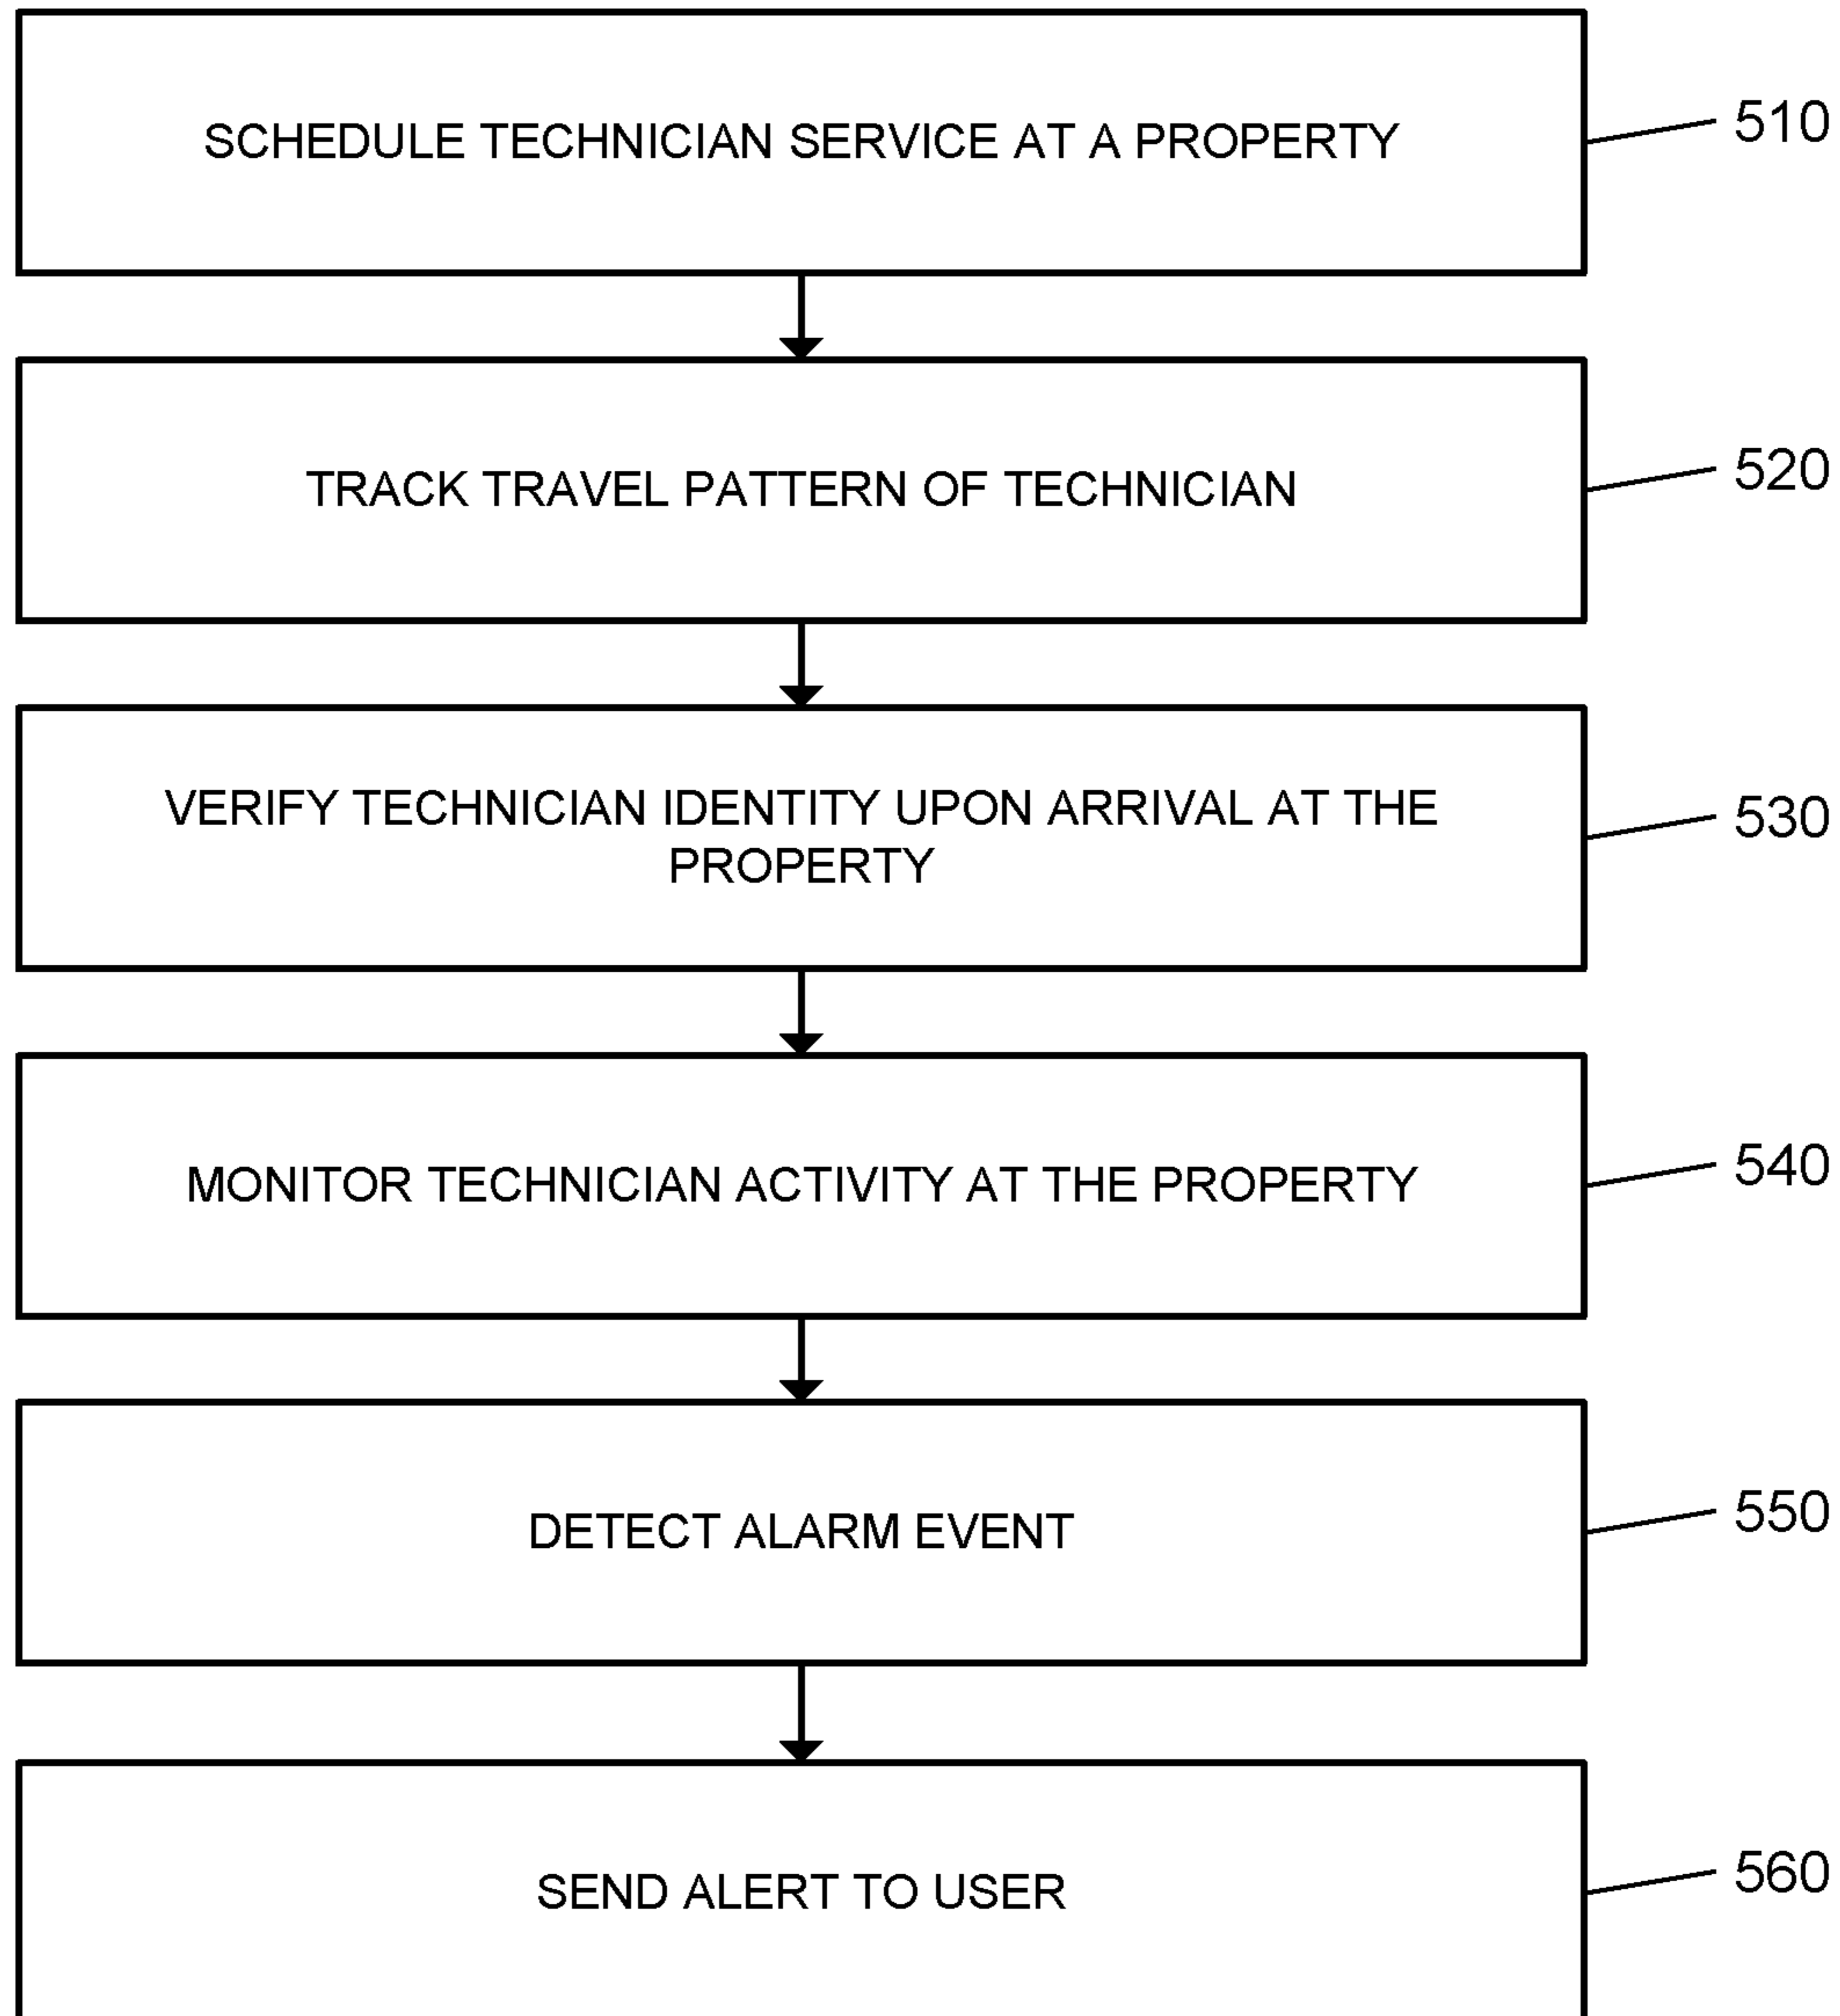 SCHEDULE TECHNICIAN SERVICE AT A PROPERTY
510
TRACK TRAVEL PATTERN OF TECHNICIAN
520
VERIFY TECHNICIAN IDENTITY UPON ARRIVAL AT THE
PROPERTY
530
MONITOR TECHNICIAN ACTIVITY AT THE PROPERTY
540
DETECT ALARM EVENT
550
SEND ALERT TO USER
560